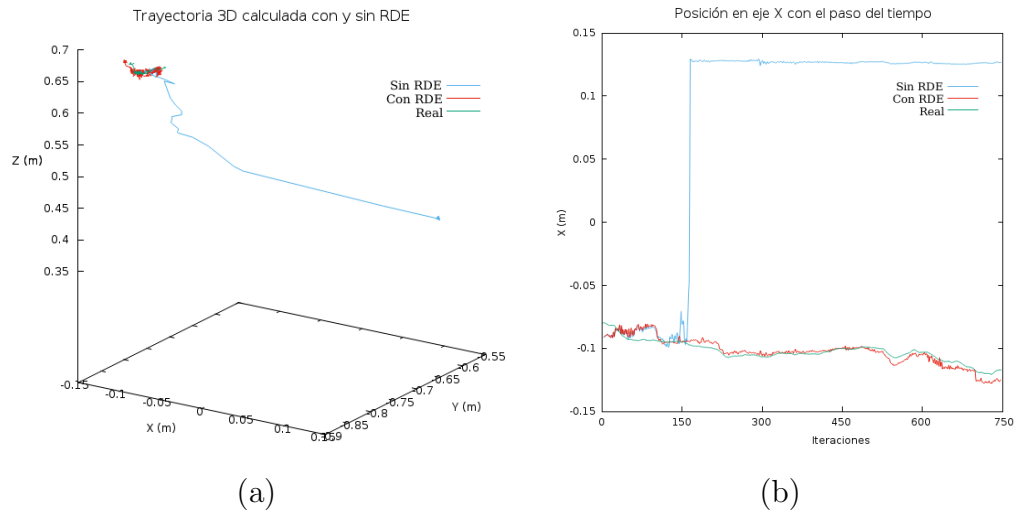 Trayectoria 3D calculada con y sin RDE
0.7
0.65
0.6
0.55
0.5
0.45
0.4
0.35
Z (m)
Sin RDE
Con RDE
Real
-0.15
-0.1
-0.05
0
0.05
0.1
0.15
X (m)
0.55
-0.6
-0.65
-0.7
-0.75
-0.8
-0.85
-0.9
Y (m)
(a)
Posición en eje X con el paso del tiempo
0.15
0.1
0.05
0
-0.05
-0.1
-0.15
X (m)
Sin RDE
Con RDE
Real
0
150
300
450
600
750
Iteraciones
(b)